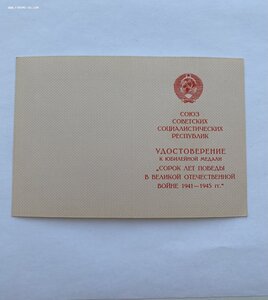 СОЮЗ
СОВЕТСКИХ
СОЦИАЛИСТИЧЕСКИХ
РЕСПУБЛИК
УДОСТОВЕРЕНИЕ
К ЮБИЛЕЙНОЙ МЕДАЛИ
„СОРОК ЛЕТ ПОБЕДЫ
В ВЕЛИКОЙ ОТЕЧЕСТВЕННОЙ
ВОЙНЕ 1941—1945 гг."